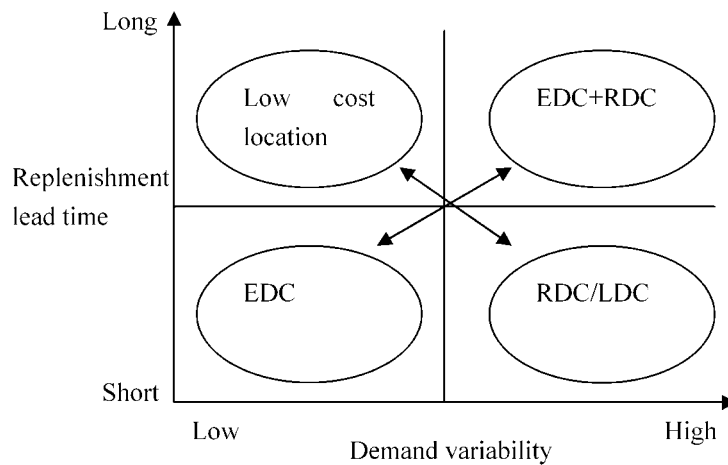 Long
Low cost
location
EDC+RDC
Replenishment
lead time
EDC
RDC/LDC
Short
Low
High
Demand variability